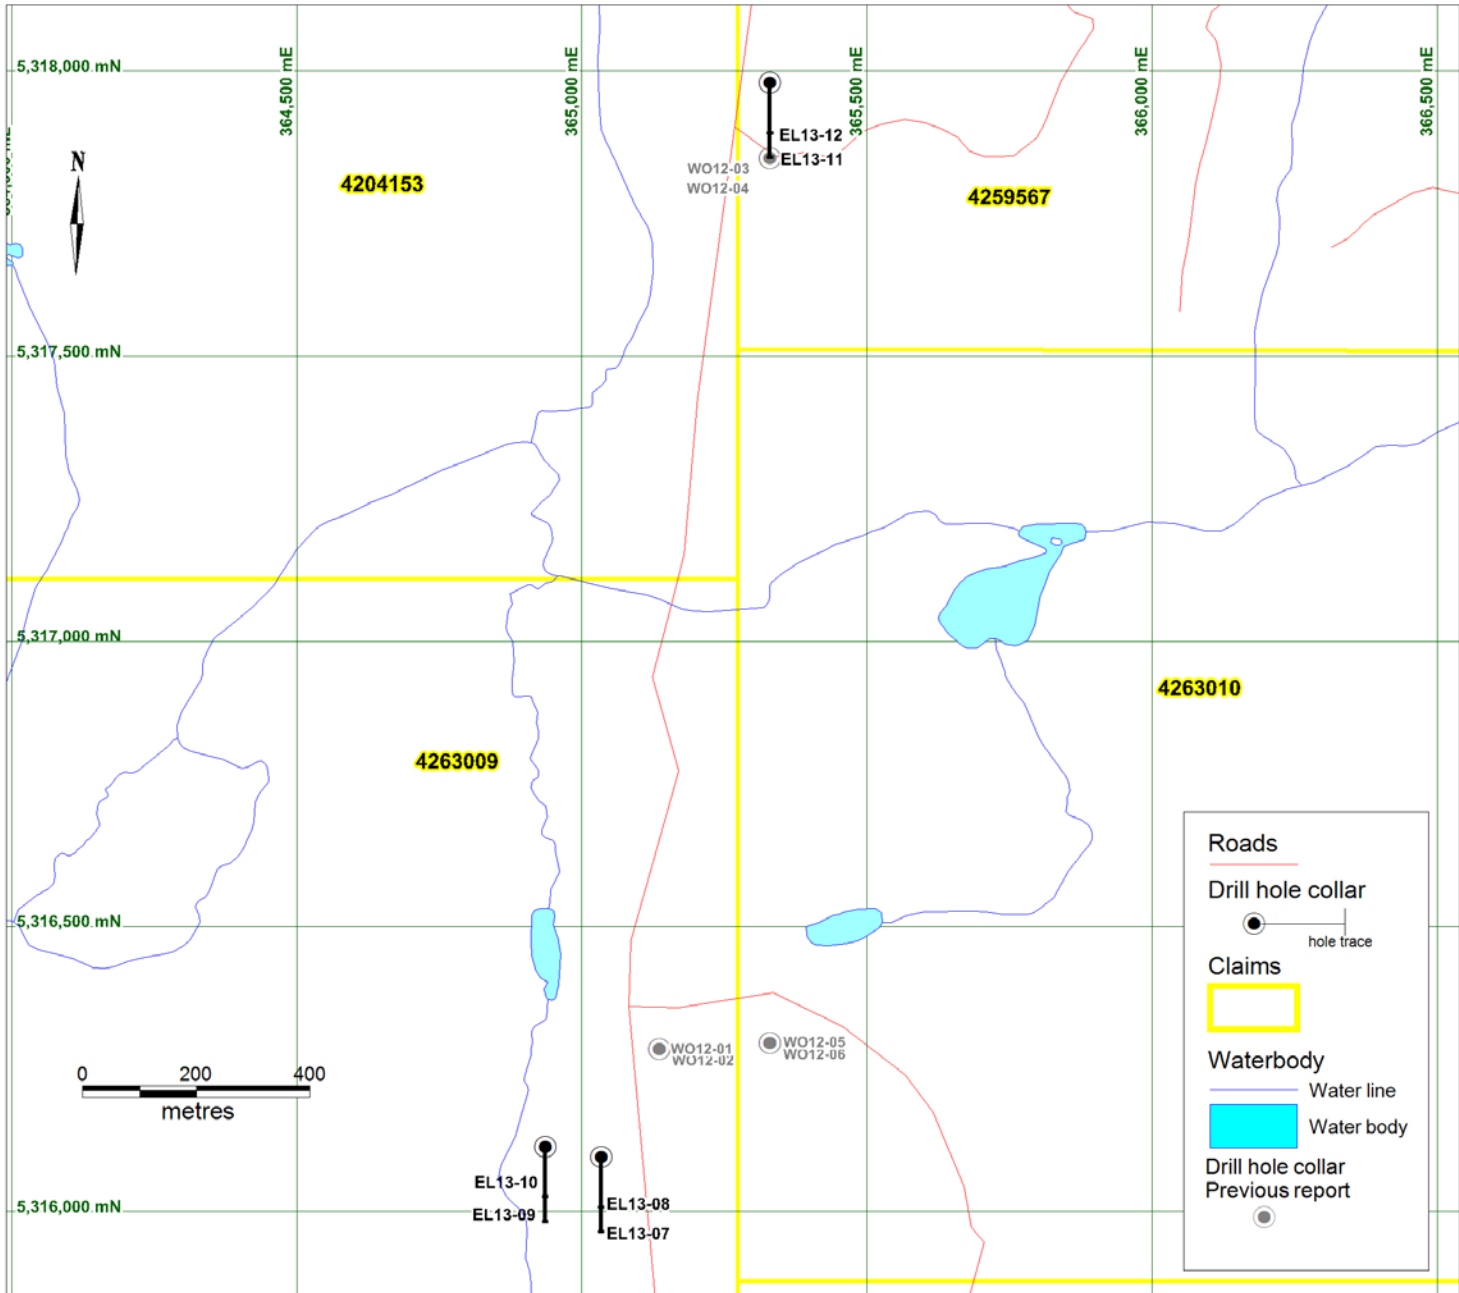 364,500 mE
365,000 mE
365,500 mE
366,000 mE
366,500 mE
5,318,000 mN
EL13-12
EL13-11
WO12-03
WO12-04
N
4204153
4259567
5,317,500 mN
5,317,000 mN
4263010
4263009
5,316,500 mN
WO12-01
WO12-02
WO12-05
WO12-06
0 200 400
metres
EL13-10
EL13-09
EL13-08
EL13-07
5,316,000 mN
Roads
Drill hole collar
hole trace
Claims
Waterbody
Water line
Water body
Drill hole collar
Previous report